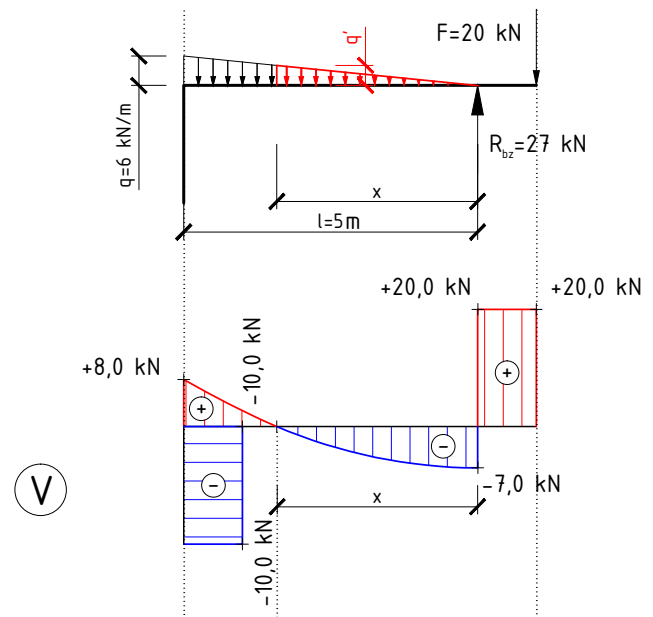 F=20 kN
q'
q=6 kN/m
R_bz=27 kN
x
l=5m
+20,0 kN
+20,0 kN
+8,0 kN
-10,0 kN
+
+
-
-
V
-7,0 kN
x
-10,0 kN